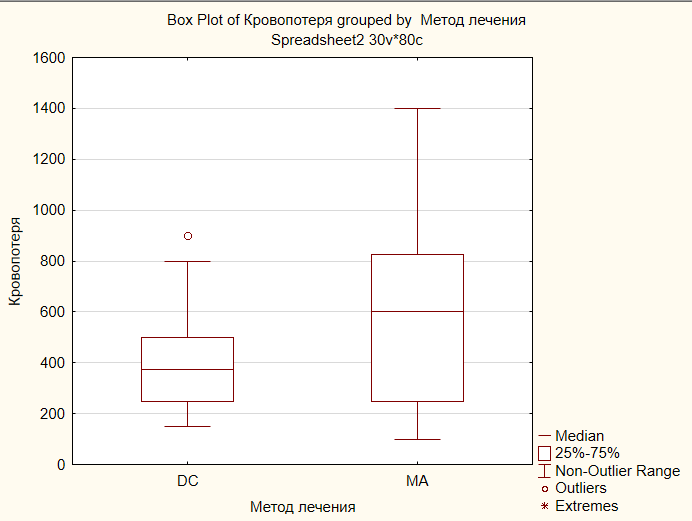 Box Plot of Кровопотеря grouped by  Метод лечения
Spreadsheet2 30v*80c
1600
1400
1200
1000
800
600
400
200
0
Кровопотеря
DC
MA
Метод лечения
Median
25%-75%
Non-Outlier Range
Outliers
Extremes